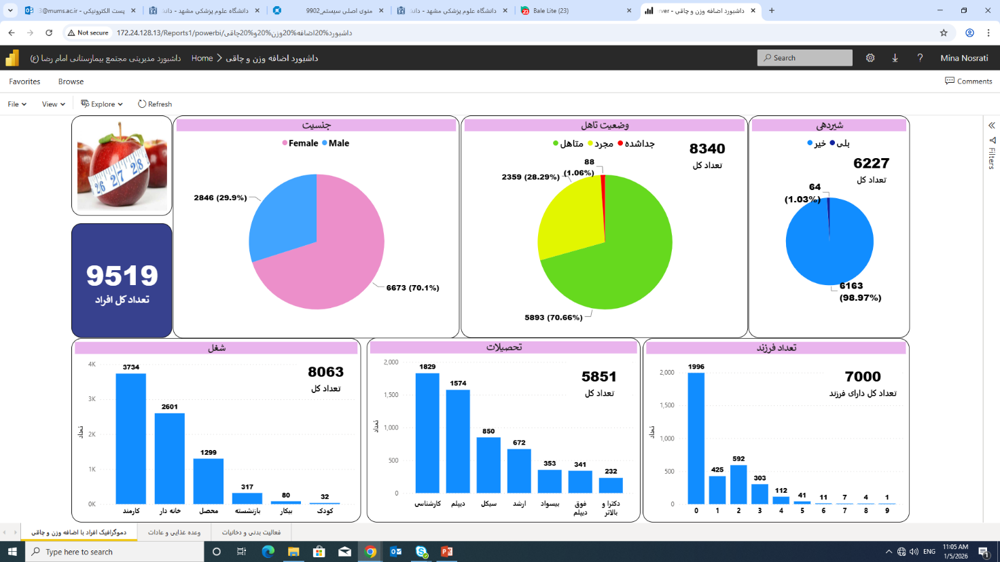 3@mums.ac.ir - پست الکترونیکی
دانشگاه علوم پزشکی مشهد - دانـ
منوی اصلی سیستم_9902
دانشگاه علوم پزشکی مشهد - دانـ
Bale Lite (23)
داشبورد اضافه وزن و چاقی - rver
Not secure
172.24.128.13/Reports1/powerbi/داشبورد%20اضافه%20وزن%20و%20چاقی
داشبورد مدیریتی مجتمع بیمارستانی امام رضا (ع)
Home
داشبورد اضافه وزن و چاقی
Search
?
Mina Nosrati
Favorites
Browse
Comments
File
View
Explore
Refresh
Filters
2 6 2 7 2 8
9519
تعداد کل افراد
جنسیت
Female
Male
2846 (29.9%)
6673 (70.1%)
وضعیت تاهل
جداشده
مجرد
متاهل
8340
تعداد کل
88
(1.06%)
2359 (28.29%)
5893 (70.66%)
شیردهی
بلی
خیر
6227
تعداد کل
64
(1.03%)
6163
(98.97%)
شغل
8063
تعداد کل
تعداد
4K
3K
2K
1K
0K
3734
2601
1299
317
80
32
کارمند
خانه دار
محصل
بازنشسته
بیکار
کودک
تحصیلات
5851
تعداد کل
تعداد
2,000
1,500
1,000
500
0
1829
1574
850
672
353
341
232
کارشناسی
دیپلم
سیکل
ارشد
بیسواد
فوق
دیپلم
دکترا و
بالاتر
تعداد فرزند
7000
تعداد کل دارای فرزند
تعداد
2,000
1,500
1,000
500
0
1996
425
592
303
112
41
11
7
4
1
0
1
2
3
4
5
6
7
8
9
دموگرافیک افراد با اضافه وزن و چاقی
وعده غذایی و عادات
فعالیت بدنی و دخانیات
Type here to search
ENG
11:05 AM
1/5/2026
1